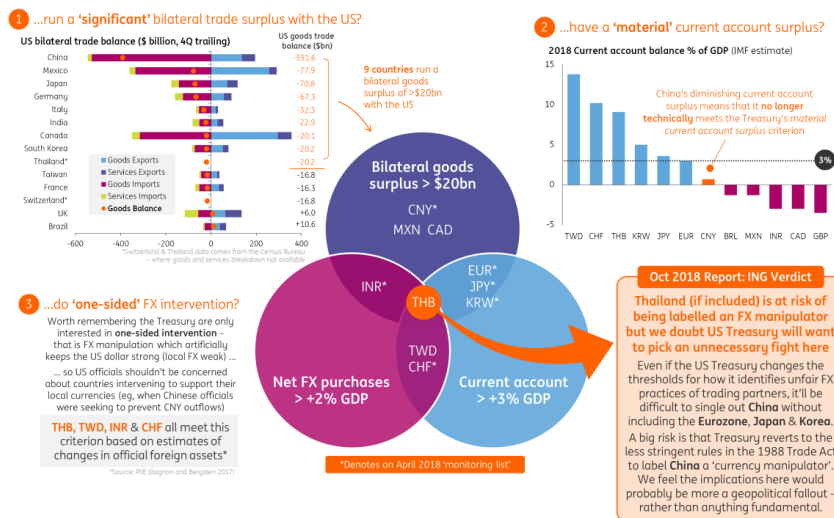 1 ...run a 'significant' bilateral trade surplus with the US?
US bilateral trade balance ($ billion, 4Q trailing)
US goods trade
balance ($bn)
China -391.6
Mexico -77.9
Japan -70.8
Germany -67.3
Italy -32.3
India -22.9
Canada -20.1
South Korea -20.2
Thailand* -20.2
Taiwan -16.8
France -16.3
Switzerland* -16.8
UK +6.0
Brazil +10.6
Goods Exports
Services Exports
Goods Imports
Services Imports
Goods Balance
-600 -400 -200 0 200 400
*Switzerland & Thailand data comes from the Census Bureau
– where goods and services breakdown not available
9 countries run a
bilateral goods
surplus of >$20bn
with the US
2 ...have a 'material' current account surplus?
2018 Current account balance % of GDP (IMF estimate)
15
10
5
0
-5
China's diminishing current account
surplus means that it no longer
technically meets the Treasury's material
current account surplus criterion
3%
TWD CHF THB KRW JPY EUR CNY BRL MXN INR CAD GBP
Bilateral goods
surplus > $20bn
CNY*
MXN CAD
INR*
EUR*
JPY*
KRW*
THB
TWD
CHF*
Net FX purchases
> +2% GDP
Current account
> +3% GDP
*Denotes on April 2018 'monitoring list'
3 ...do 'one-sided' FX intervention?
Worth remembering the Treasury are only
interested in one-sided intervention –
that is FX manipulation which artificially
keeps the US dollar strong (local FX weak) ...
... so US officials shouldn't be concerned
about countries intervening to support their
local currencies (eg, when Chinese officials
were seeking to prevent CNY outflows)
THB, TWD, INR & CHF all meet this
criterion based on estimates of
changes in official foreign assets*
*Source: PIIE (Gagnon and Bergsten 2017)
Oct 2018 Report: ING Verdict
Thailand (if included) is at risk of
being labelled an FX manipulator
but we doubt US Treasury will want
to pick an unnecessary fight here
Even if the US Treasury changes the
thresholds for how it identifies unfair FX
practices of trading partners, it'll be
difficult to single out China without
including the Eurozone, Japan & Korea.
A big risk is that Treasury reverts to the
less stringent rules in the 1988 Trade Act
to label China a 'currency manipulator'.
We feel the implications here would
probably be more a geopolitical fallout –
rather than anything fundamental.